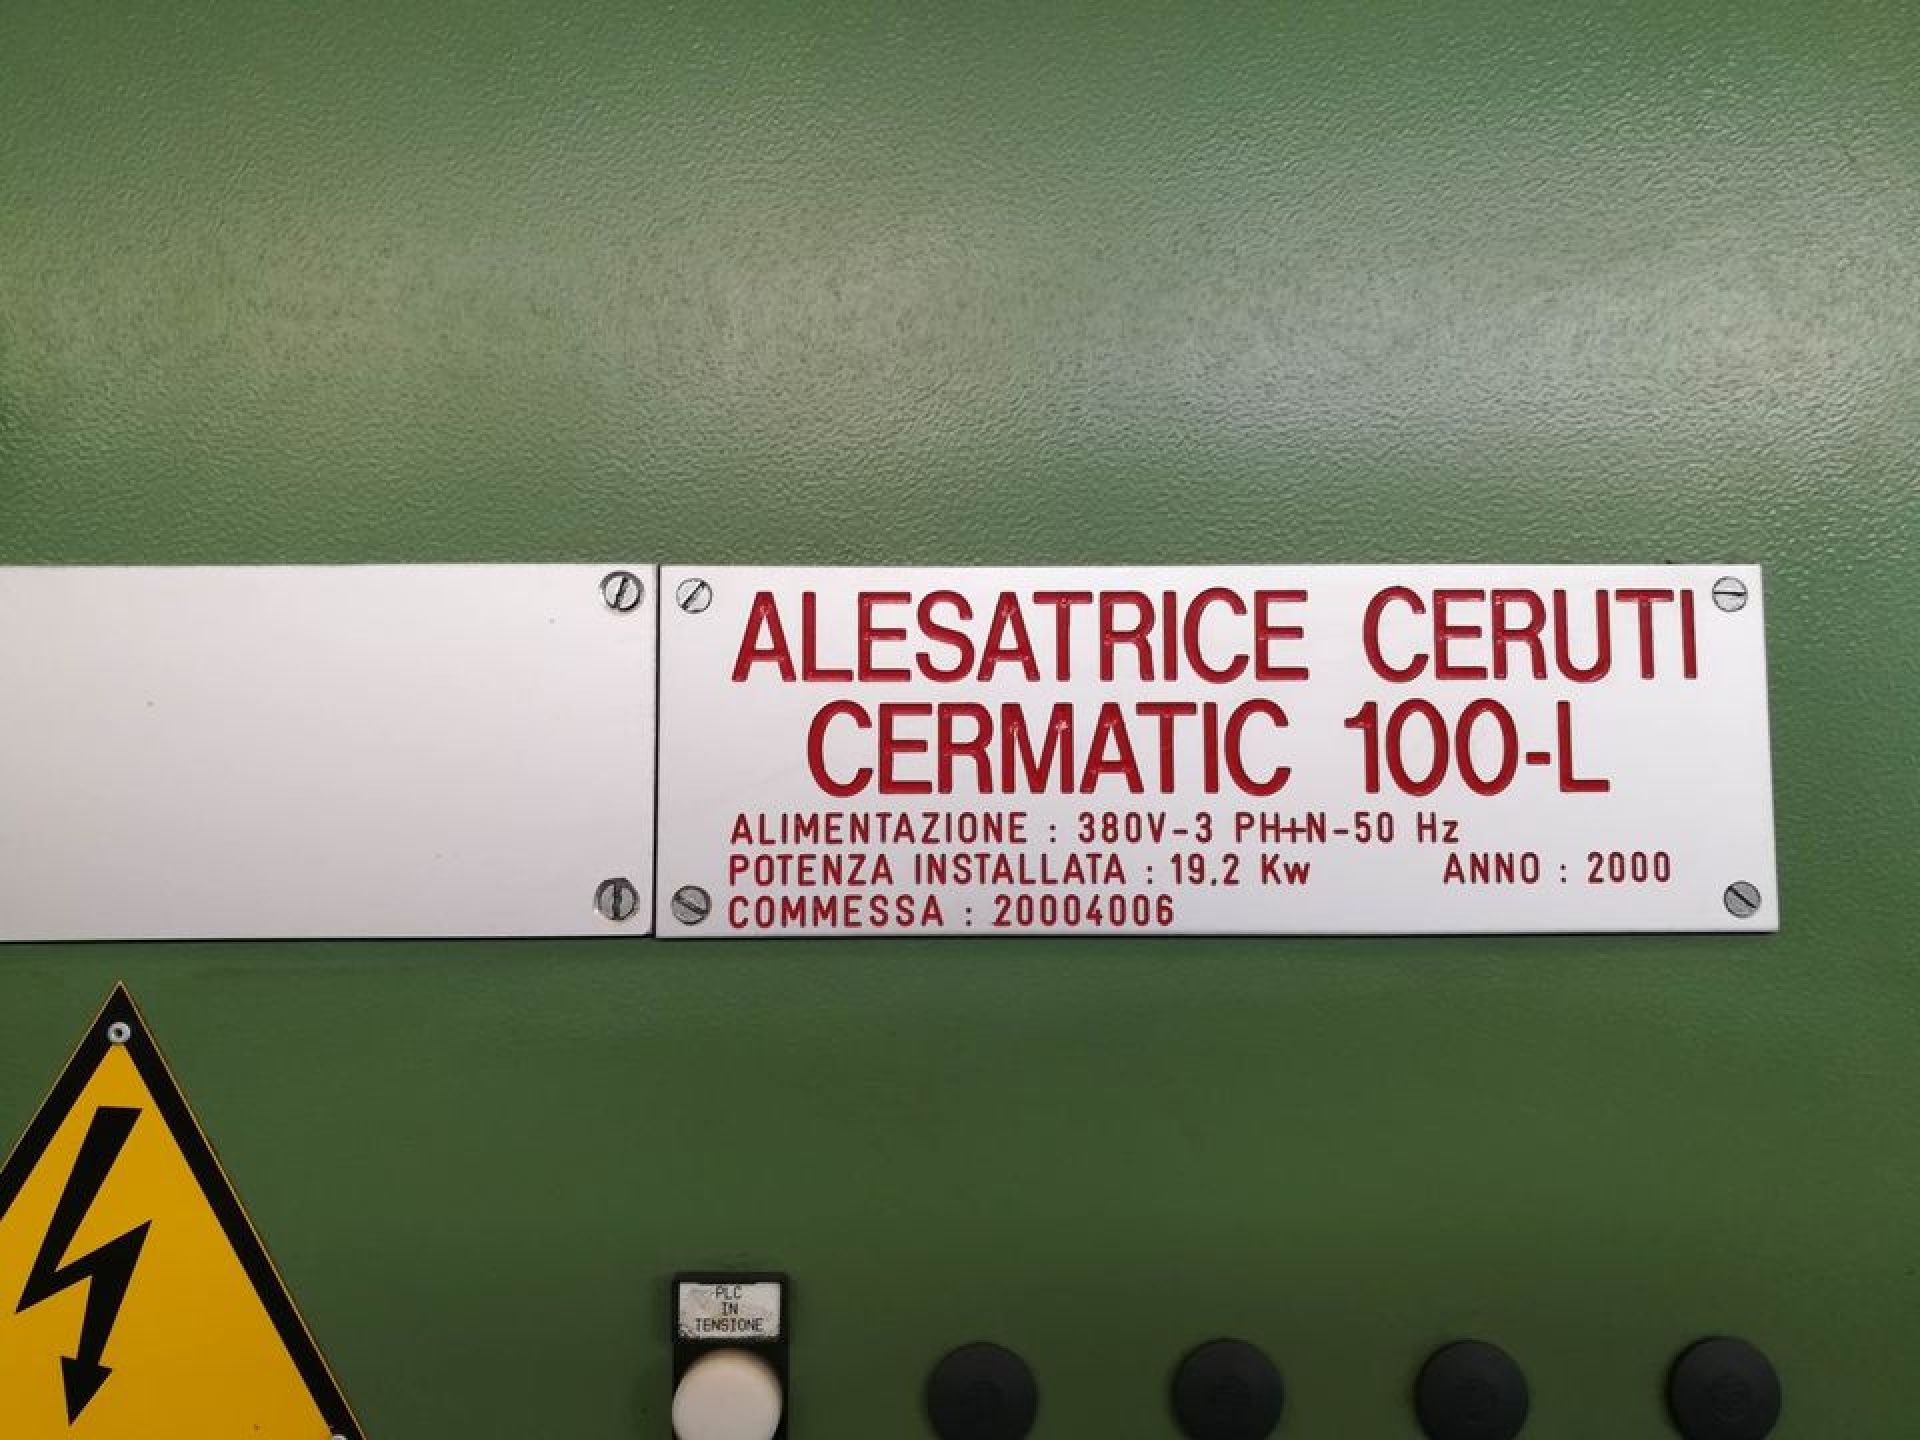 ALESATRICE CERUTI
CERMATIC 100-L
ALIMENTAZIONE : 380V-3 PH+N-50 Hz
POTENZA INSTALLATA : 19.2 Kw ANNO : 2000
COMMESSA : 20004006
PLC
IN
TENSIONE